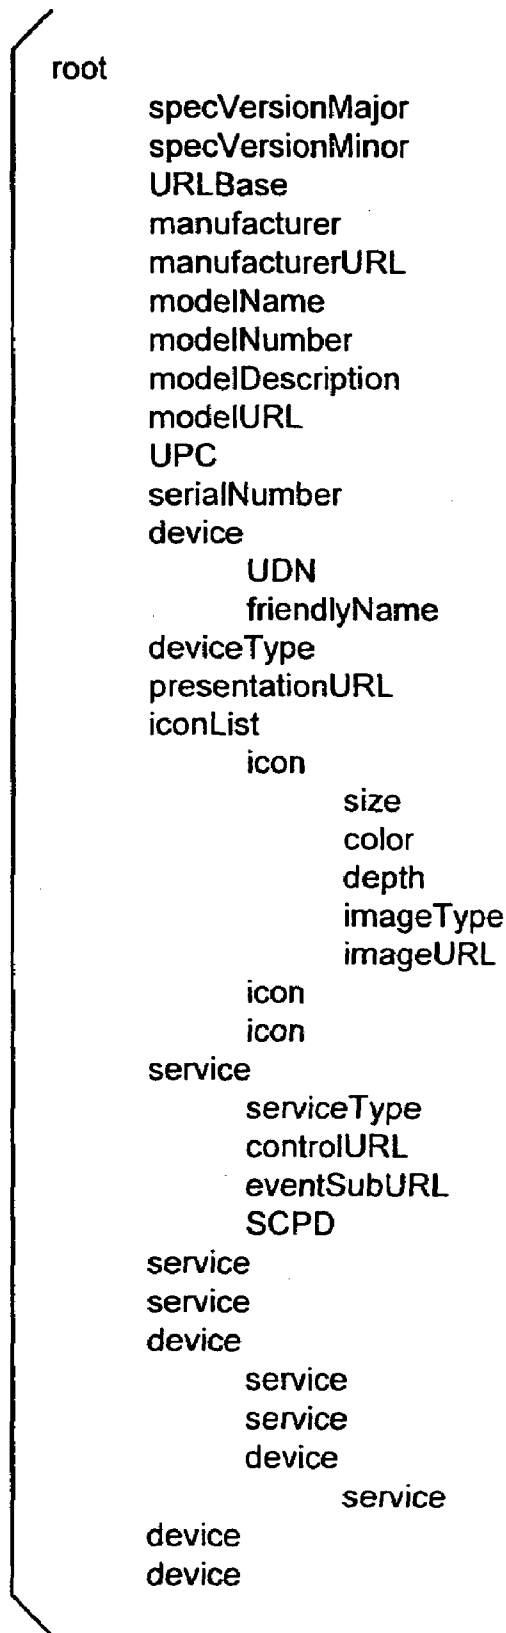 root
specVersionMajor
specVersionMinor
URLBase
manufacturer
manufacturerURL
modelName
modelNumber
modelDescription
modelURL
UPC
serialNumber
device
UDN
friendlyName
deviceType
presentationURL
iconList
icon
size
color
depth
imageType
imageURL
icon
icon
service
serviceType
controlURL
eventSubURL
SCPD
service
service
device
service
service
device
service
device
device